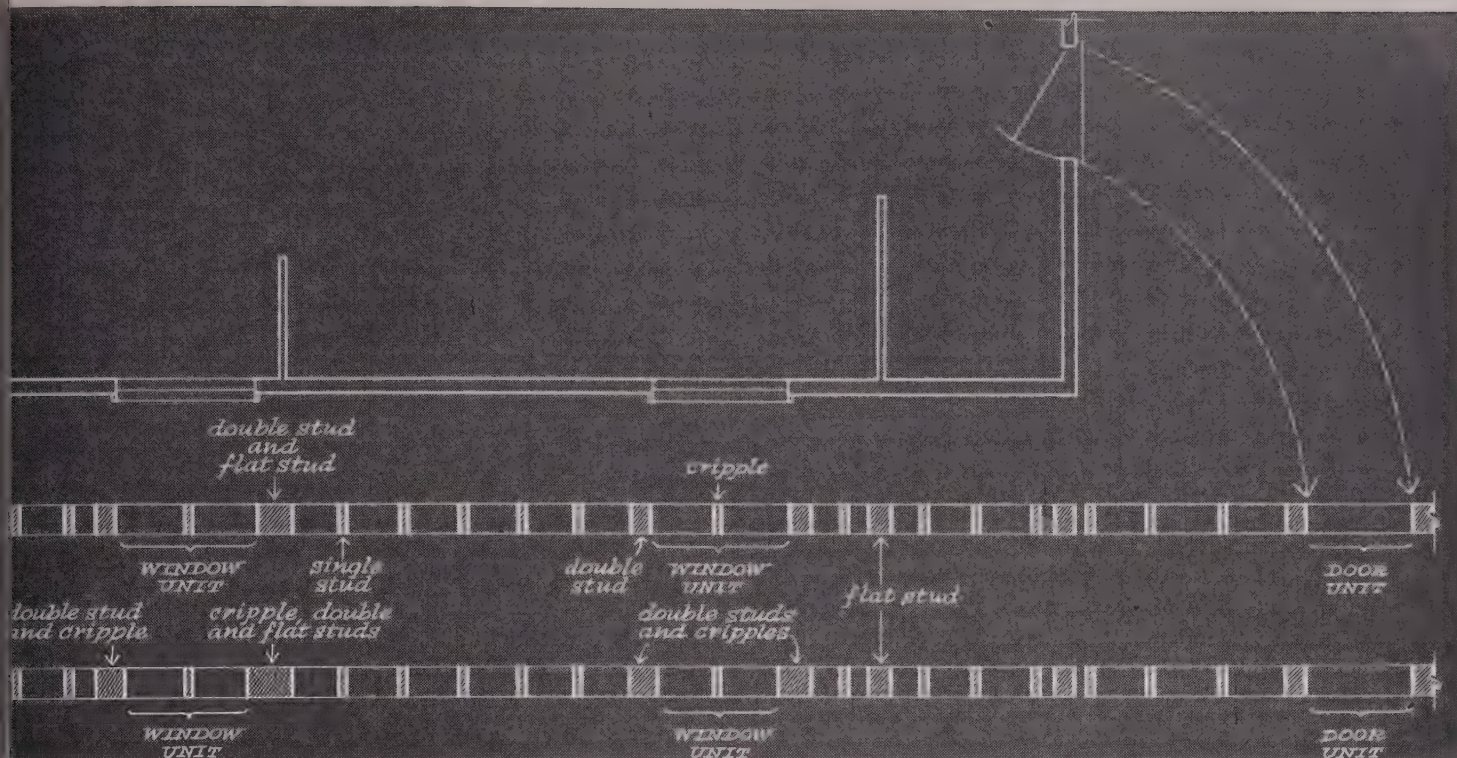 double stud
and
flat stud
cripple
WINDOW
UNIT
single
stud
double
stud
WINDOW
UNIT
flat stud
DOOR
UNIT
double stud
and cripple
cripple, double
and flat studs
double studs
and cripples
WINDOW
UNIT
WINDOW
UNIT
DOOR
UNIT